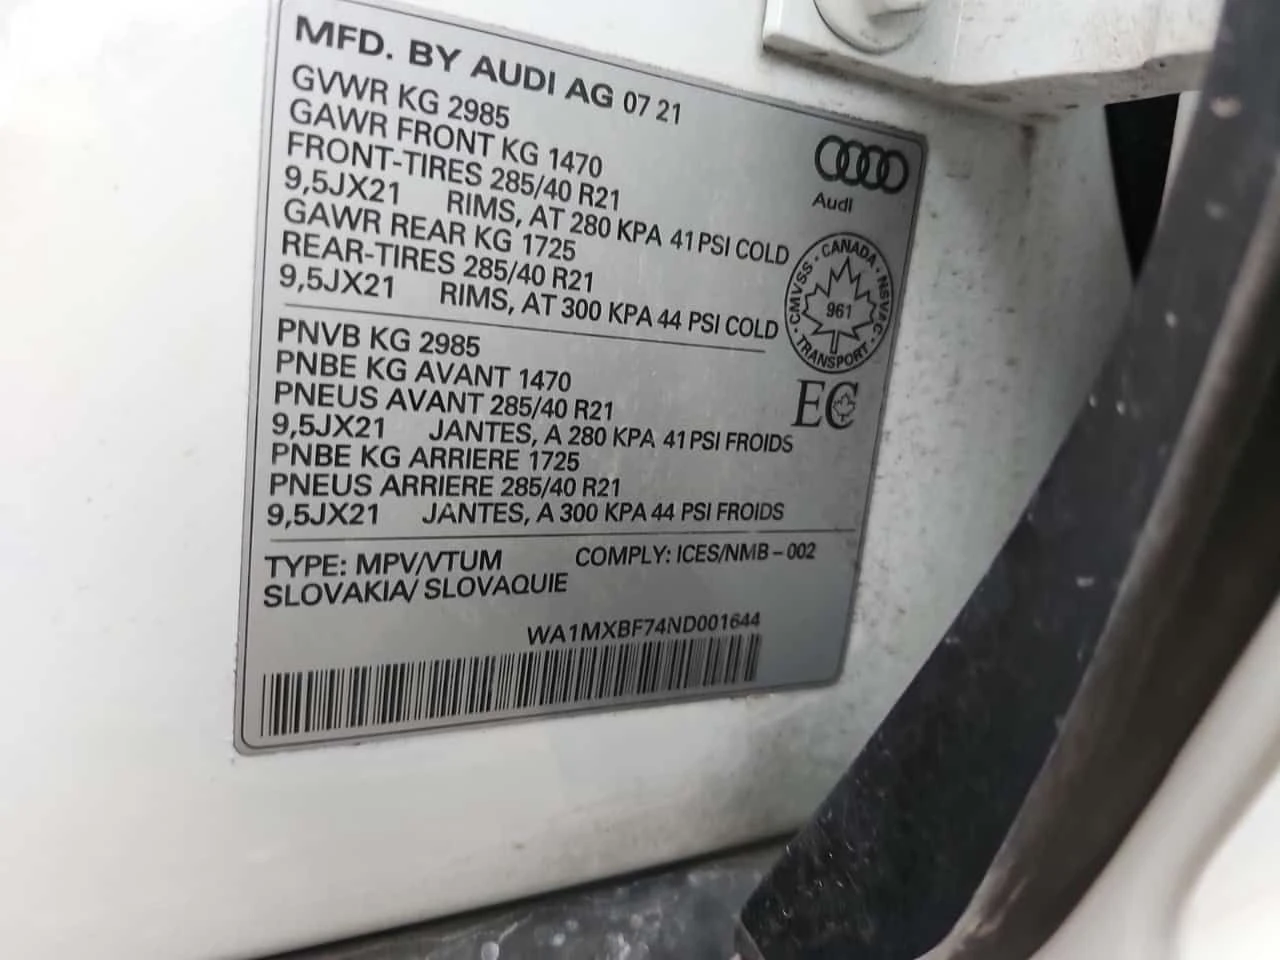 MFD. BY AUDI AG 07 21
GVWR KG 2985
GAWR FRONT KG 1470
FRONT-TIRES 285/40 R21
9,5JX21 RIMS, AT 280 KPA 41 PSI COLD
GAWR REAR KG 1725
REAR-TIRES 285/40 R21
9,5JX21 RIMS, AT 300 KPA 44 PSI COLD
Audi
CMVSS - CANADA - NSVAC - TRANSPORT -
961
PNVB KG 2985
PNBE KG AVANT 1470
PNEUS AVANT 285/40 R21
9,5JX21 JANTES, A 280 KPA 41 PSI FROIDS
PNBE KG ARRIERE 1725
PNEUS ARRIERE 285/40 R21
9,5JX21 JANTES, A 300 KPA 44 PSI FROIDS
EC
TYPE: MPV/VTUM COMPLY: ICES/NMB - 002
SLOVAKIA/ SLOVAQUIE
WA1MXBF74ND001644